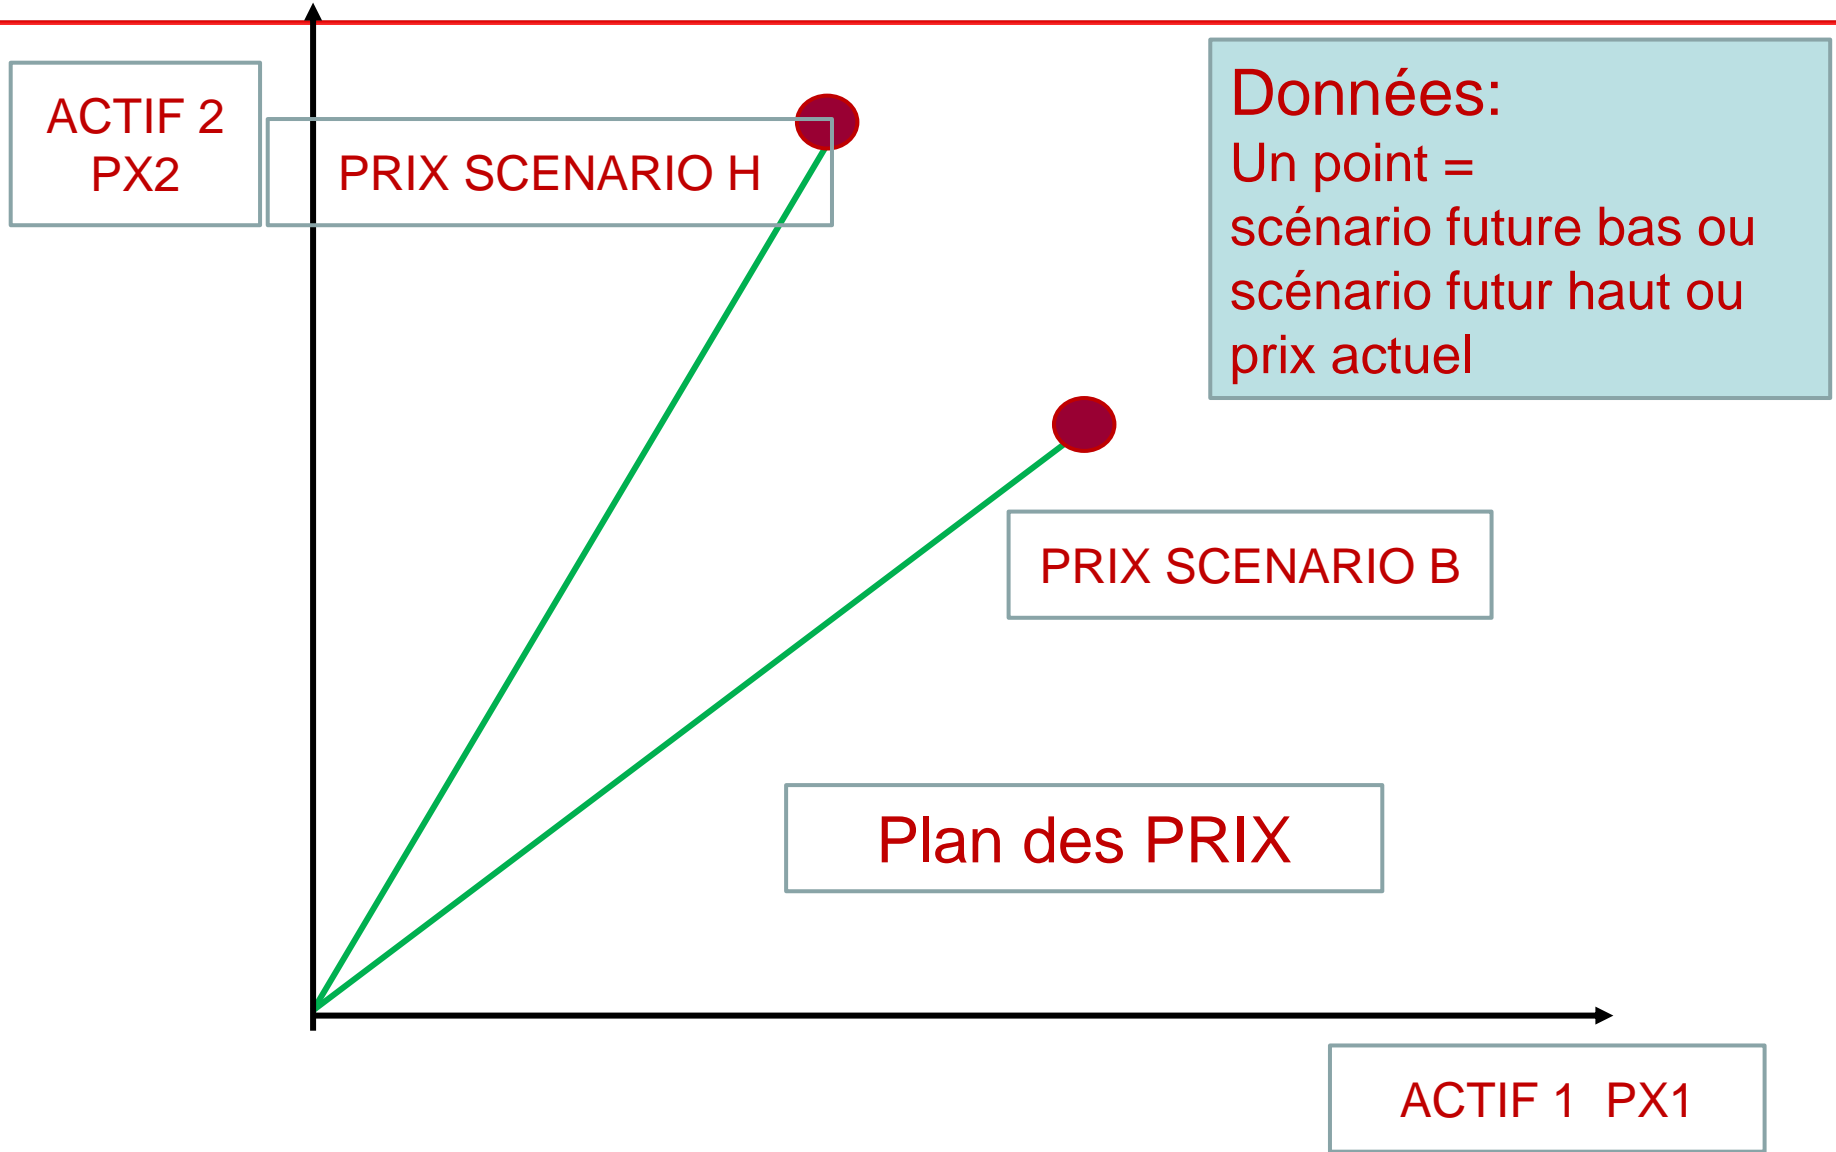 ACTIF 2
PX2
PRIX SCENARIO H
Données:
Un point =
scénario future bas ou
scénario futur haut ou
prix actuel
PRIX SCENARIO B
Plan des PRIX
ACTIF 1 PX1